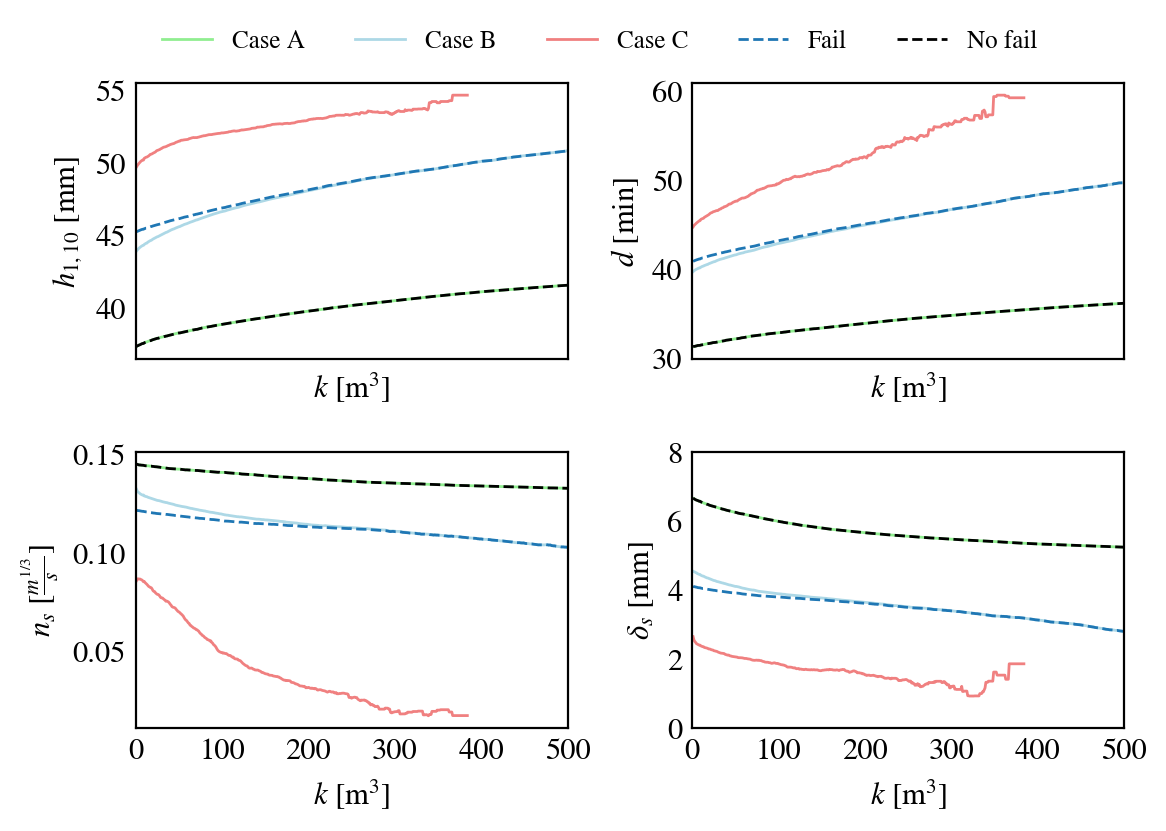 Case A Case B Case C Fail No fail
55
50
45
40
h₁,₁₀ [mm]
k [m³]
60
50
40
30
d [min]
k [m³]
0.15
0.10
0.05
nₛ [m^1/3/s]
0 100 200 300 400 500
k [m³]
8
6
4
2
0
δₛ [mm]
0 100 200 300 400 500
k [m³]